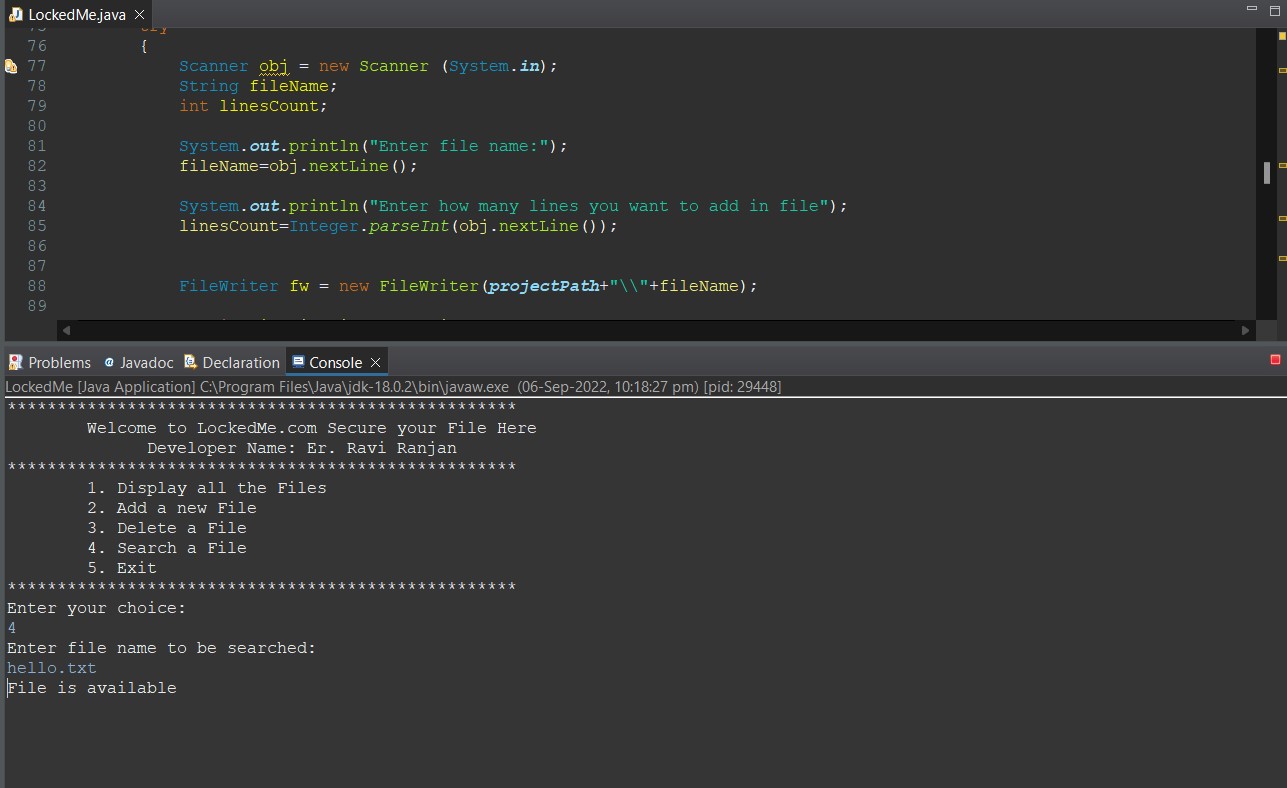 LockedMe.java
76 {
77 Scanner obj = new Scanner (System.in);
78 String fileName;
79 int linesCount;
80
81 System.out.println("Enter file name:");
82 fileName=obj.nextLine();
83
84 System.out.println("Enter how many lines you want to add in file");
85 linesCount=Integer.parseInt(obj.nextLine());
86
87
88 FileWriter fw = new FileWriter(projectPath+"\\"+fileName);
89
Problems @ Javadoc Declaration Console
LockedMe [Java Application] C:\Program Files\Java\jdk-18.0.2\bin\javaw.exe (06-Sep-2022, 10:18:27 pm) [pid: 29448]
***************************************************
Welcome to LockedMe.com Secure your File Here
Developer Name: Er. Ravi Ranjan
***************************************************
1. Display all the Files
2. Add a new File
3. Delete a File
4. Search a File
5. Exit
***************************************************
Enter your choice:
4
Enter file name to be searched:
hello.txt
File is available